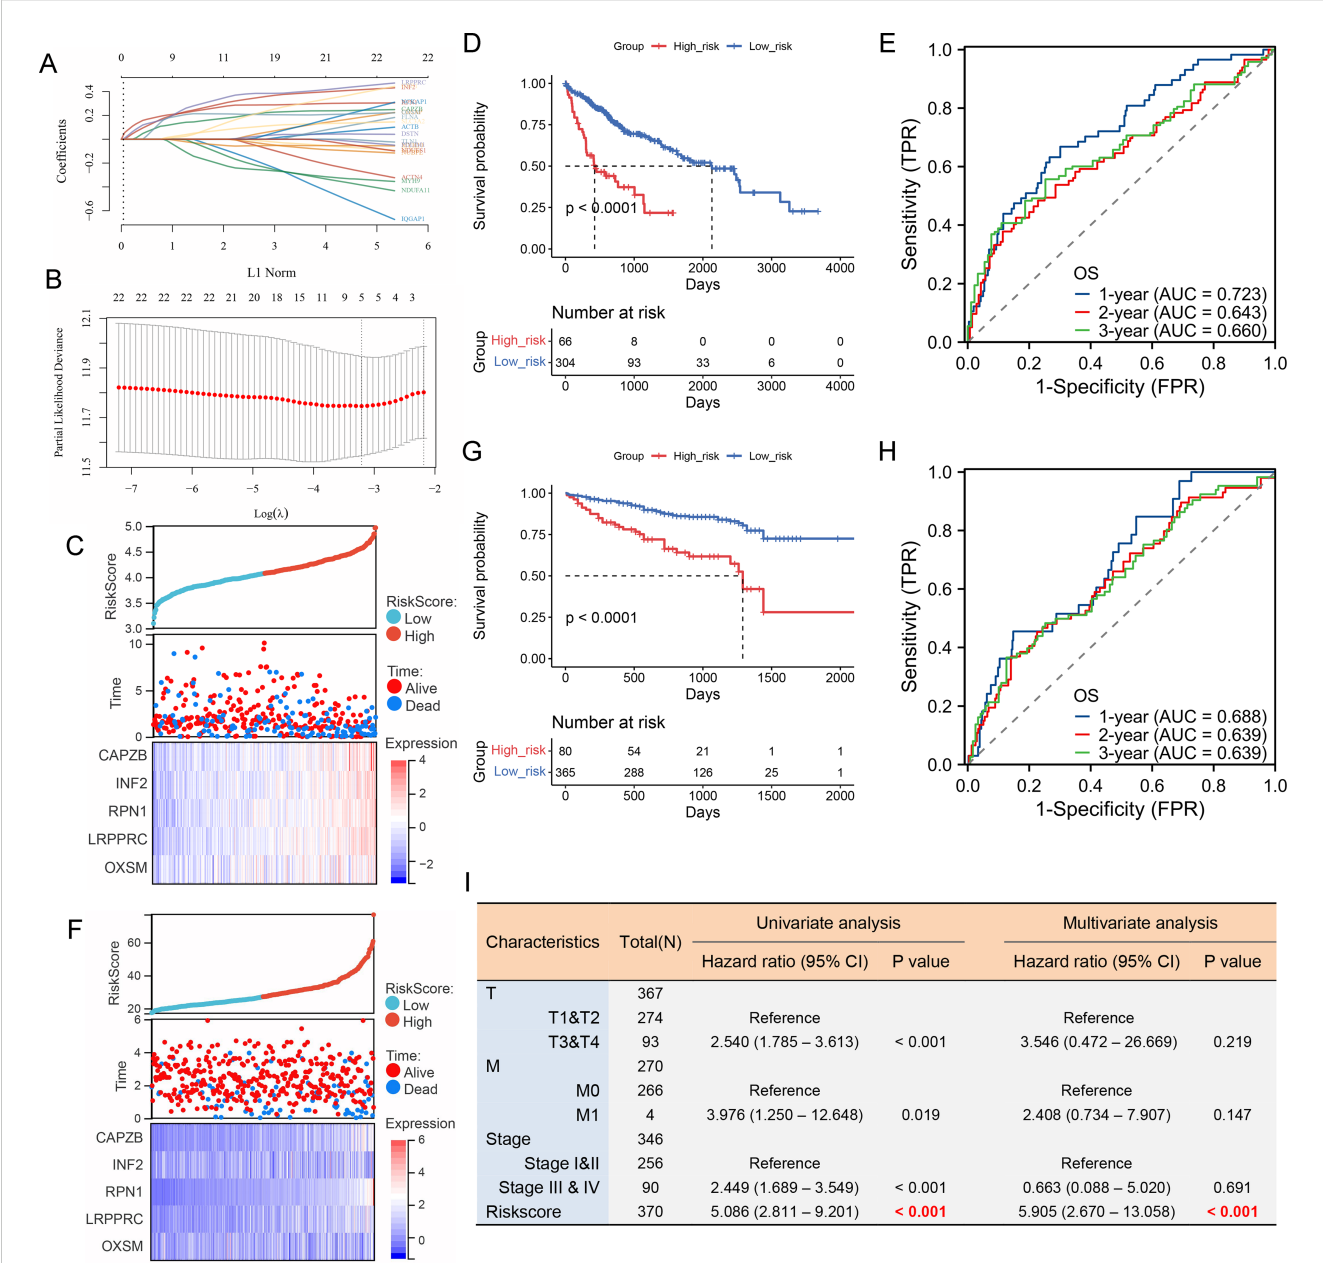 A
0 9 11 19 22 22
0.4
0.2
−0.2
−0.6
Coefficients
LRPPRC
INF2
CAPZB
FLNA
ACTB
DSTN
ACTN4
MYH9
NDUFA11
IQGAP1
0 1 2 3 4 5 6
L1 Norm
B
22 22 22 22 22 21 20 18 15 11 9 5 5 4 3
12.1
11.9
11.7
11.5
Partial Likelihood Deviance
−7 −6 −5 −4 −3 −2
Log(λ)
C
5.0
4.5
4.0
3.5
3.0
RiskScore
RiskScore:
Low
High
10
5
0
Time
Time:
Alive
Dead
CAPZB
INF2
RPN1
LRPPRC
OXSM
Expression
4
2
0
−2
D
Group High_risk Low_risk
1.00
0.75
0.50
0.25
0.00
Survival probability
p < 0.0001
0 1000 2000 3000 4000
Days
Number at risk
Group
High_risk 66 8 0 0 0
Low_risk 304 93 33 6 0
0 1000 2000 3000 4000
Days
E
1.0
0.8
0.6
0.4
0.2
0.0
Sensitivity (TPR)
OS
1-year (AUC = 0.723)
2-year (AUC = 0.643)
3-year (AUC = 0.660)
0.0 0.2 0.4 0.6 0.8 1.0
1-Specificity (FPR)
F
60
40
20
RiskScore
RiskScore:
Low
High
6
4
2
0
Time
Time:
Alive
Dead
CAPZB
INF2
RPN1
LRPPRC
OXSM
Expression
6
4
2
0
G
Group High_risk Low_risk
1.00
0.75
0.50
0.25
0.00
Survival probability
p < 0.0001
0 500 1000 1500 2000
Days
Number at risk
Group
High_risk 80 54 21 1 1
Low_risk 365 288 126 25 1
0 500 1000 1500 2000
Days
H
1.0
0.8
0.6
0.4
0.2
0.0
Sensitivity (TPR)
OS
1-year (AUC = 0.688)
2-year (AUC = 0.639)
3-year (AUC = 0.639)
0.0 0.2 0.4 0.6 0.8 1.0
1-Specificity (FPR)
I
Univariate analysis Multivariate analysis
Characteristics Total(N)
Hazard ratio (95% CI) P value Hazard ratio (95% CI) P value
T 367
T1&T2 274 Reference Reference
T3&T4 93 2.540 (1.785 – 3.613) < 0.001 3.546 (0.472 – 26.669) 0.219
M 270
M0 266 Reference Reference
M1 4 3.976 (1.250 – 12.648) 0.019 2.408 (0.734 – 7.907) 0.147
Stage 346
Stage I&II 256 Reference Reference
Stage III & IV 90 2.449 (1.689 – 3.549) < 0.001 0.663 (0.088 – 5.020) 0.691
Riskscore 370 5.086 (2.811 – 9.201) < 0.001 5.905 (2.670 – 13.058) < 0.001